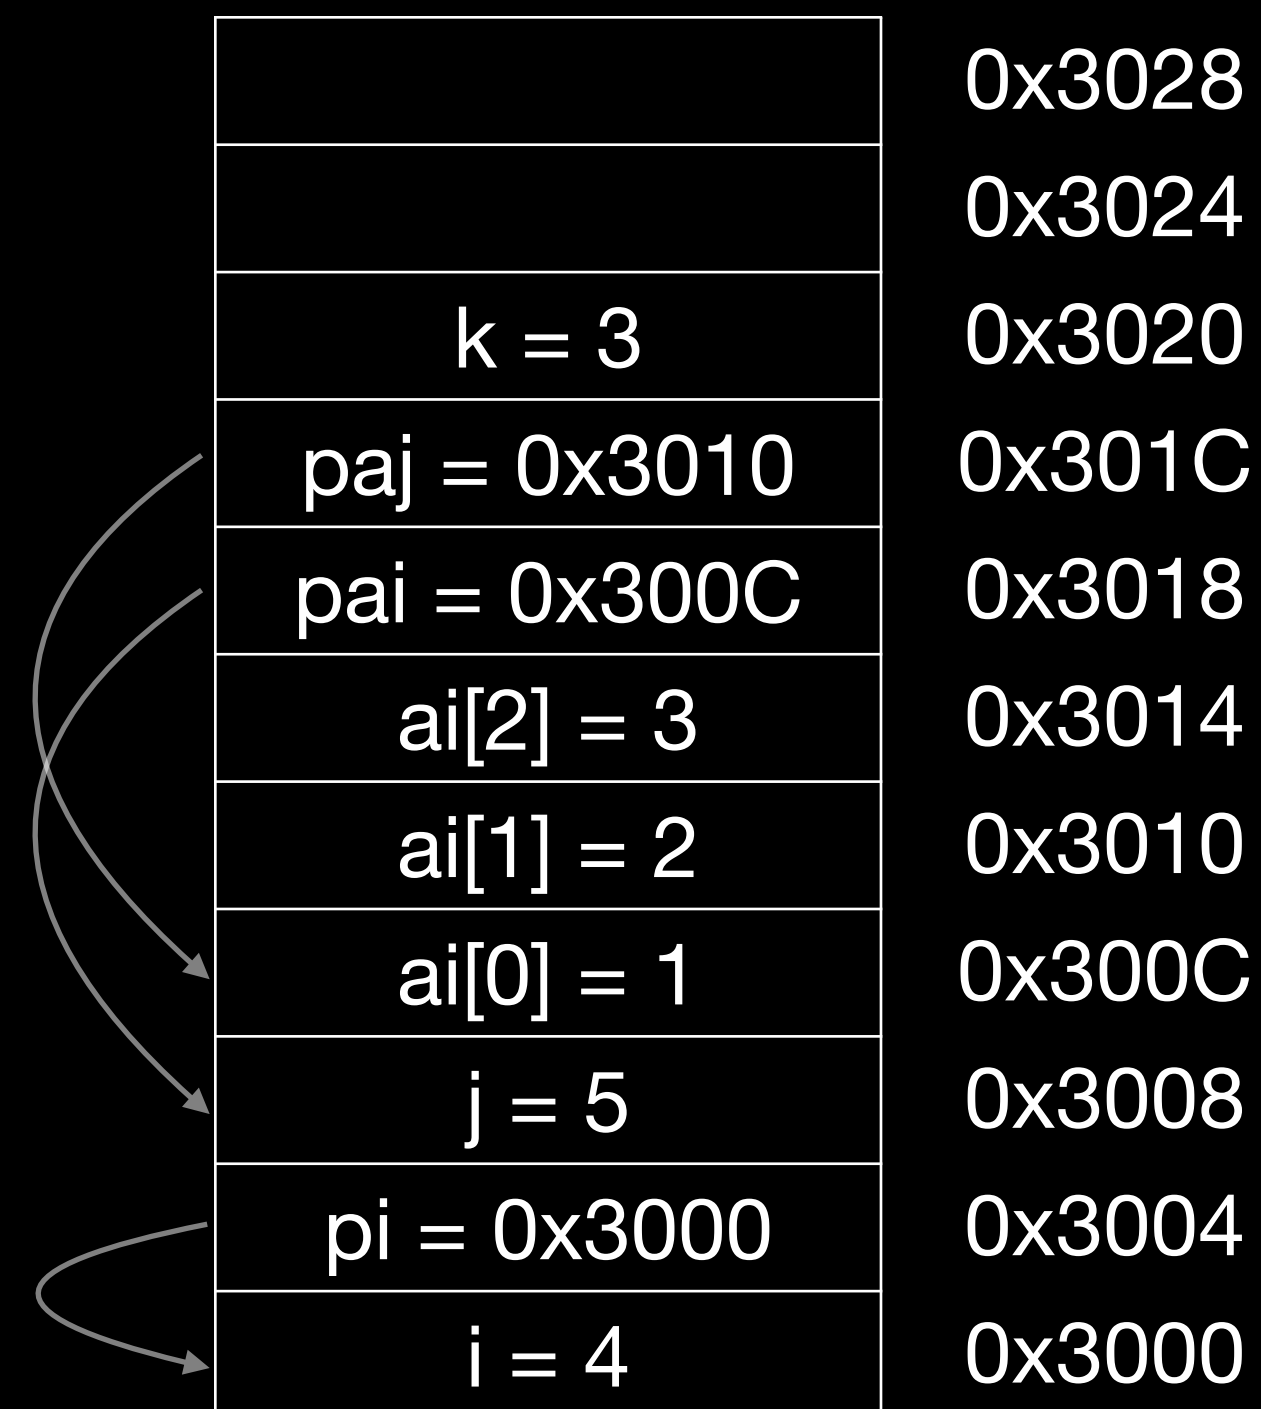 0x3028
0x3024
k = 3 0x3020
paj = 0x3010 0x301C
pai = 0x300C 0x3018
ai[2] = 3 0x3014
ai[1] = 2 0x3010
ai[0] = 1 0x300C
j = 5 0x3008
pi = 0x3000 0x3004
i = 4 0x3000